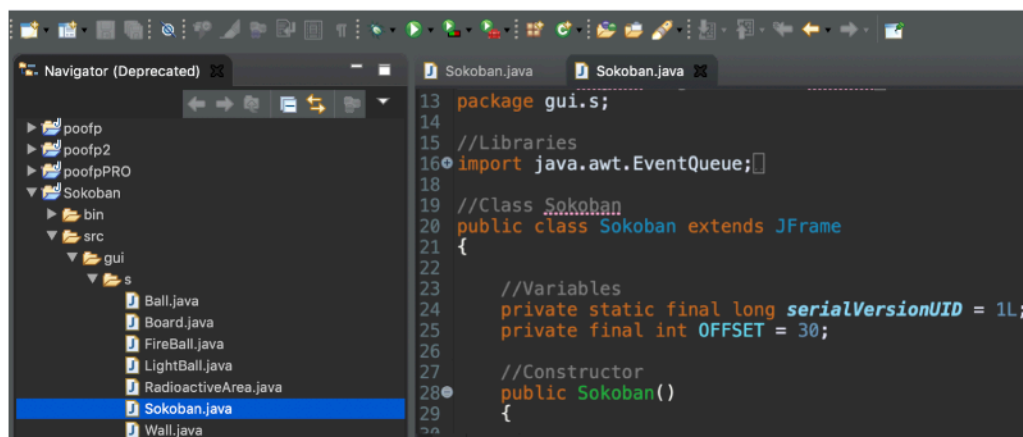 Navigator (Deprecated)
poofp
poofp2
poofpPRO
Sokoban
bin
src
gui
s
Ball.java
Board.java
FireBall.java
LightBall.java
RadioactiveArea.java
Sokoban.java
Wall.java
Sokoban.java
Sokoban.java
13 package gui.s;
14
15 //Libraries
16 import java.awt.EventQueue;
18
19 //Class Sokoban
20 public class Sokoban extends JFrame
21 {
22
23 //Variables
24 private static final long serialVersionUID = 1L;
25 private final int OFFSET = 30;
26
27 //Constructor
28 public Sokoban()
29 {